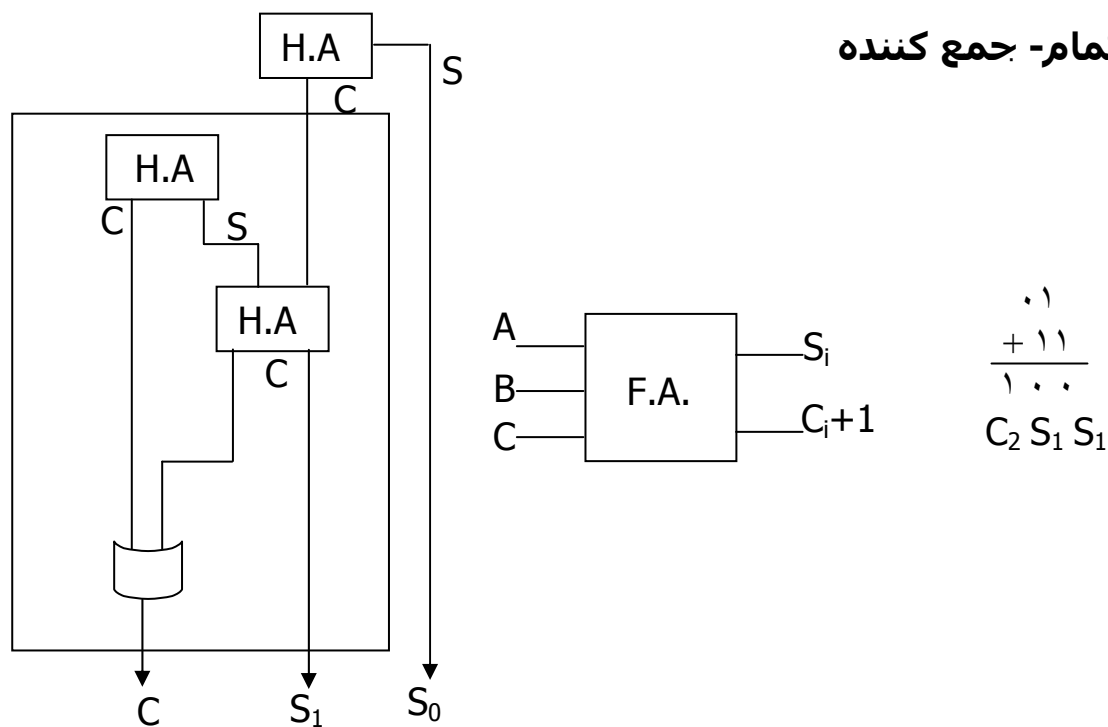 تمام- جمع کننده
H.A
S
C
H.A
C
S
H.A
C
C
S₁
S₀
A
B
C
F.A.
Sᵢ
Cᵢ+1
۰۱
+ ۱۱
۱۰۰
C₂ S₁ S₁